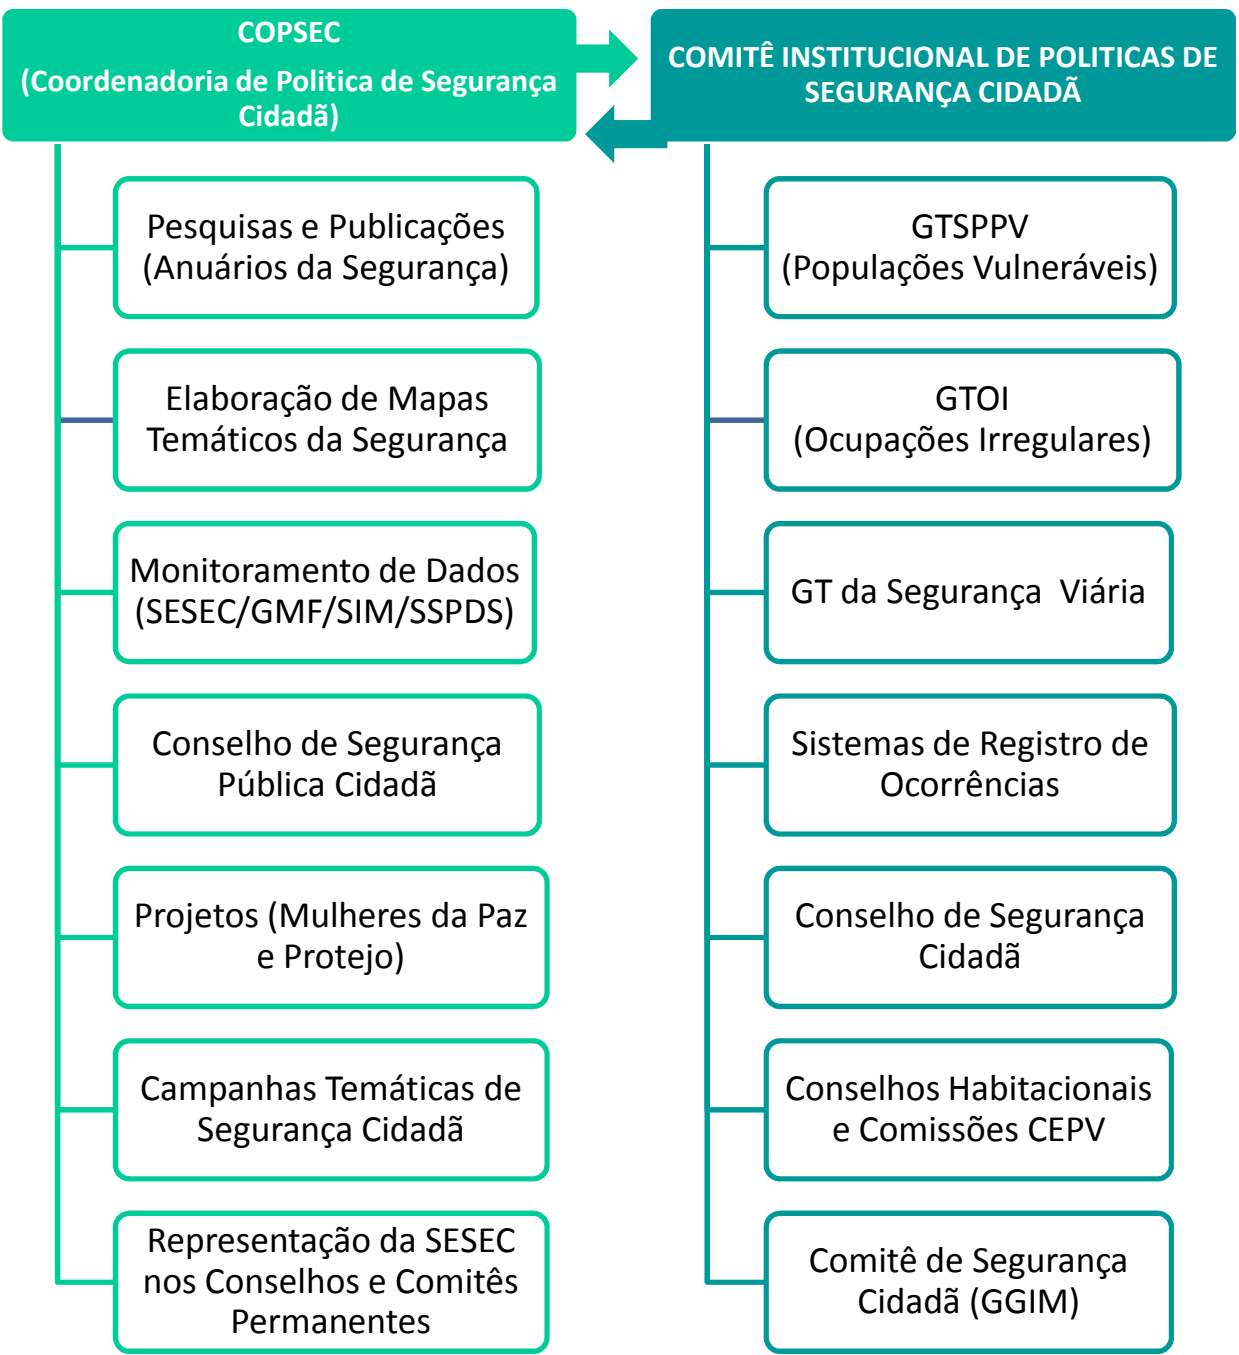 COPSEC
(Coordenadoria de Politica de Segurança
Cidadã)
Pesquisas e Publicações
(Anuários da Segurança)
Elaboração de Mapas
Temáticos da Segurança
Monitoramento de Dados
(SESEC/GMF/SIM/SSPDS)
Conselho de Segurança
Pública Cidadã
Projetos (Mulheres da Paz
e Protejo)
Campanhas Temáticas de
Segurança Cidadã
Representação da SESEC
nos Conselhos e Comitês
Permanentes
COMITÊ INSTITUCIONAL DE POLITICAS DE
SEGURANÇA CIDADÃ
GTSPPV
(Populações Vulneráveis)
GTOI
(Ocupações Irregulares)
GT da Segurança  Viária
Sistemas de Registro de
Ocorrências
Conselho de Segurança
Cidadã
Conselhos Habitacionais
e Comissões CEPV
Comitê de Segurança
Cidadã (GGIM)